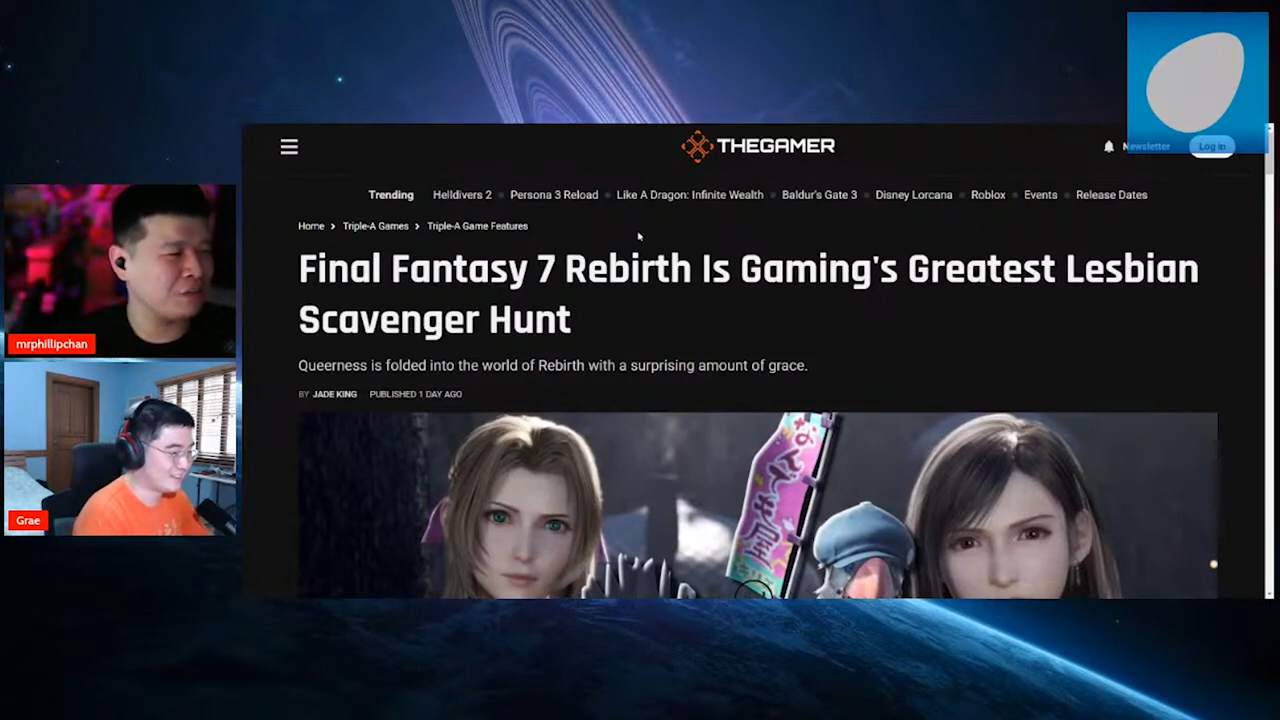 THEGAMER
Newsletter
Log in
Trending Helldivers 2 Persona 3 Reload Like A Dragon: Infinite Wealth Baldur's Gate 3 Disney Lorcana Roblox Events Release Dates
Home > Triple-A Games > Triple-A Game Features
Final Fantasy 7 Rebirth Is Gaming's Greatest Lesbian
Scavenger Hunt
Queerness is folded into the world of Rebirth with a surprising amount of grace.
BY JADE KING PUBLISHED 1 DAY AGO
mrphillipchan
Grae